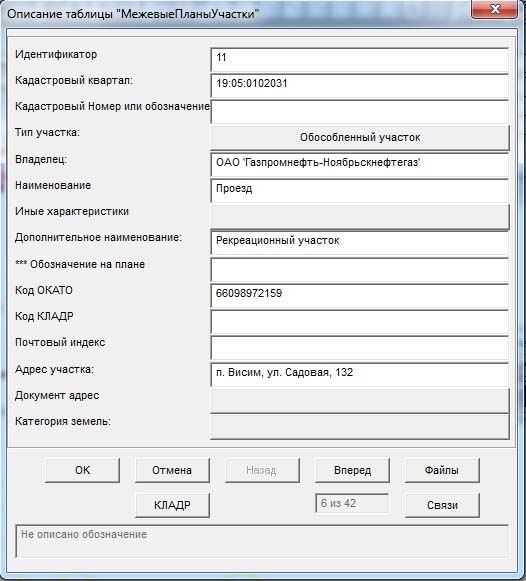 Описание таблицы "МежевыеПланыУчастки"
Идентификатор 11
Кадастровый квартал: 19:05:0102031
Кадастровый Номер или обозначение
Тип участка: Обособленный участок
Владелец: ОАО 'Газпромнефть-Ноябрьскнефтегаз'
Наименование Проезд
Иные характеристики
Дополнительное наименование: Рекреационный участок
*** Обозначение на плане
Код ОКАТО 66098972159
Код КЛАДР
Почтовый индекс
Адрес участка: п. Висим, ул. Садовая, 132
Документ адрес
Категория земель:
OK Отмена Назад Вперед Файлы
КЛАДР 6 из 42 Связи
Не описано обозначение